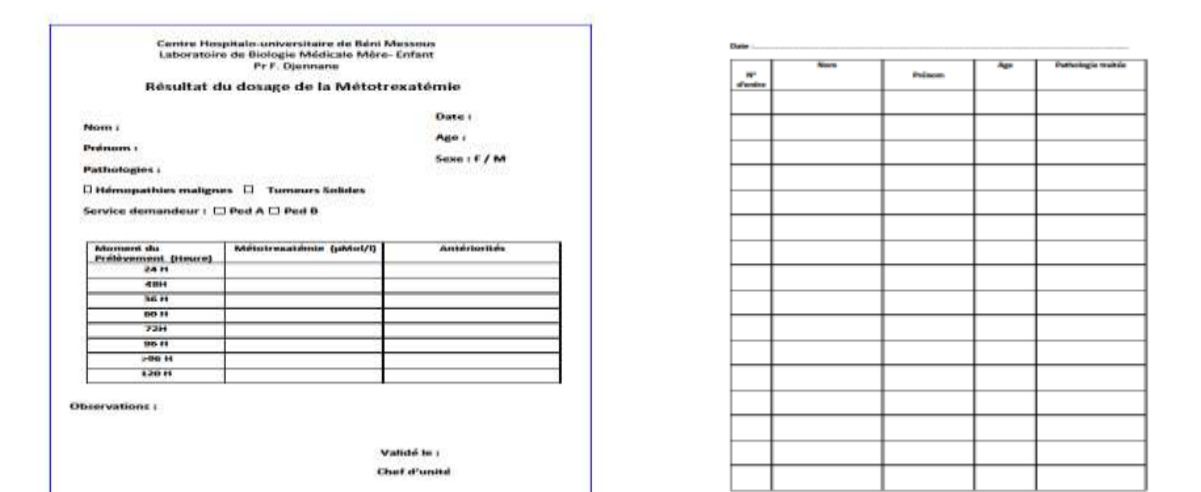 Centre Hospitalo-universitaire de Béni Messous
Laboratoire de Biologie Médicale Mère- Enfant
Pr F. Djennane
Résultat du dosage de la Métotrexatémie
Date :
Nom :
Age :
Prénom :
Sexe : F / M
Pathologies :
☐ Hémopathies malignes ☐ Tumeurs Solides
Service demandeur : ☐ Ped A ☐ Ped B
Moment du Prélèvement (Heure) Métotrexatémie (µMol/l) Antériorités
24 H
48H
36 H
60 H
72H
96 H
>96 H
120 H
Observations :
Validé le :
Chef d'unité
Date
N° d'ordre Nom Prénom Age Pathologie traitée